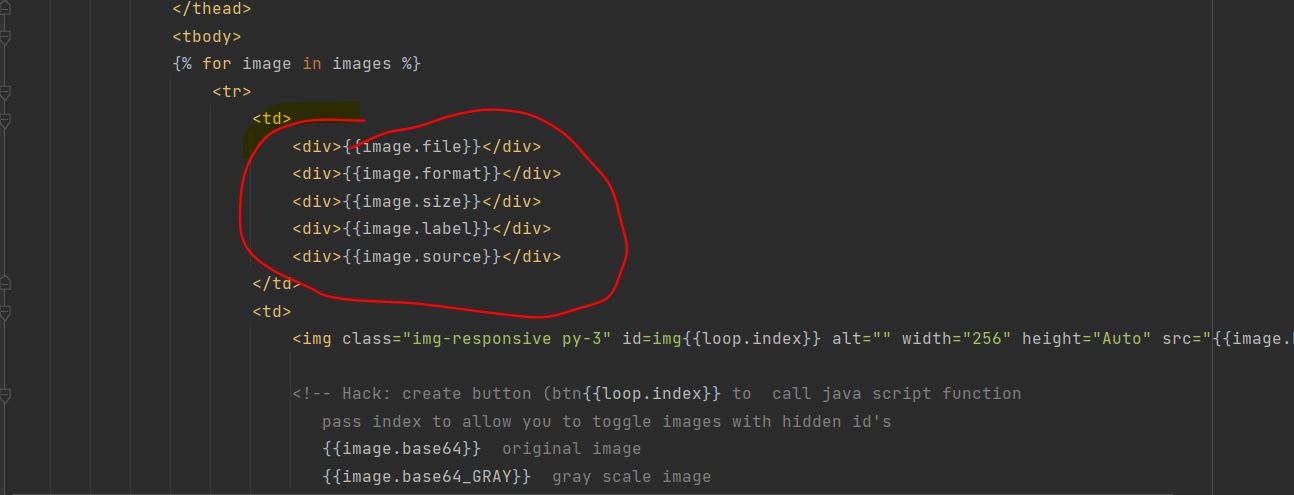 </thead>
<tbody>
{% for image in images %}
<tr>
<td>
<div>{{image.file}}</div>
<div>{{image.format}}</div>
<div>{{image.size}}</div>
<div>{{image.label}}</div>
<div>{{image.source}}</div>
</td>
<td>
<img class="img-responsive py-3" id=img{{loop.index}} alt="" width="256" height="Auto" src="{{image.
<!-- Hack: create button (btn{{loop.index}} to  call java script function
pass index to allow you to toggle images with hidden id's
{{image.base64}}  original image
{{image.base64_GRAY}}  gray scale image